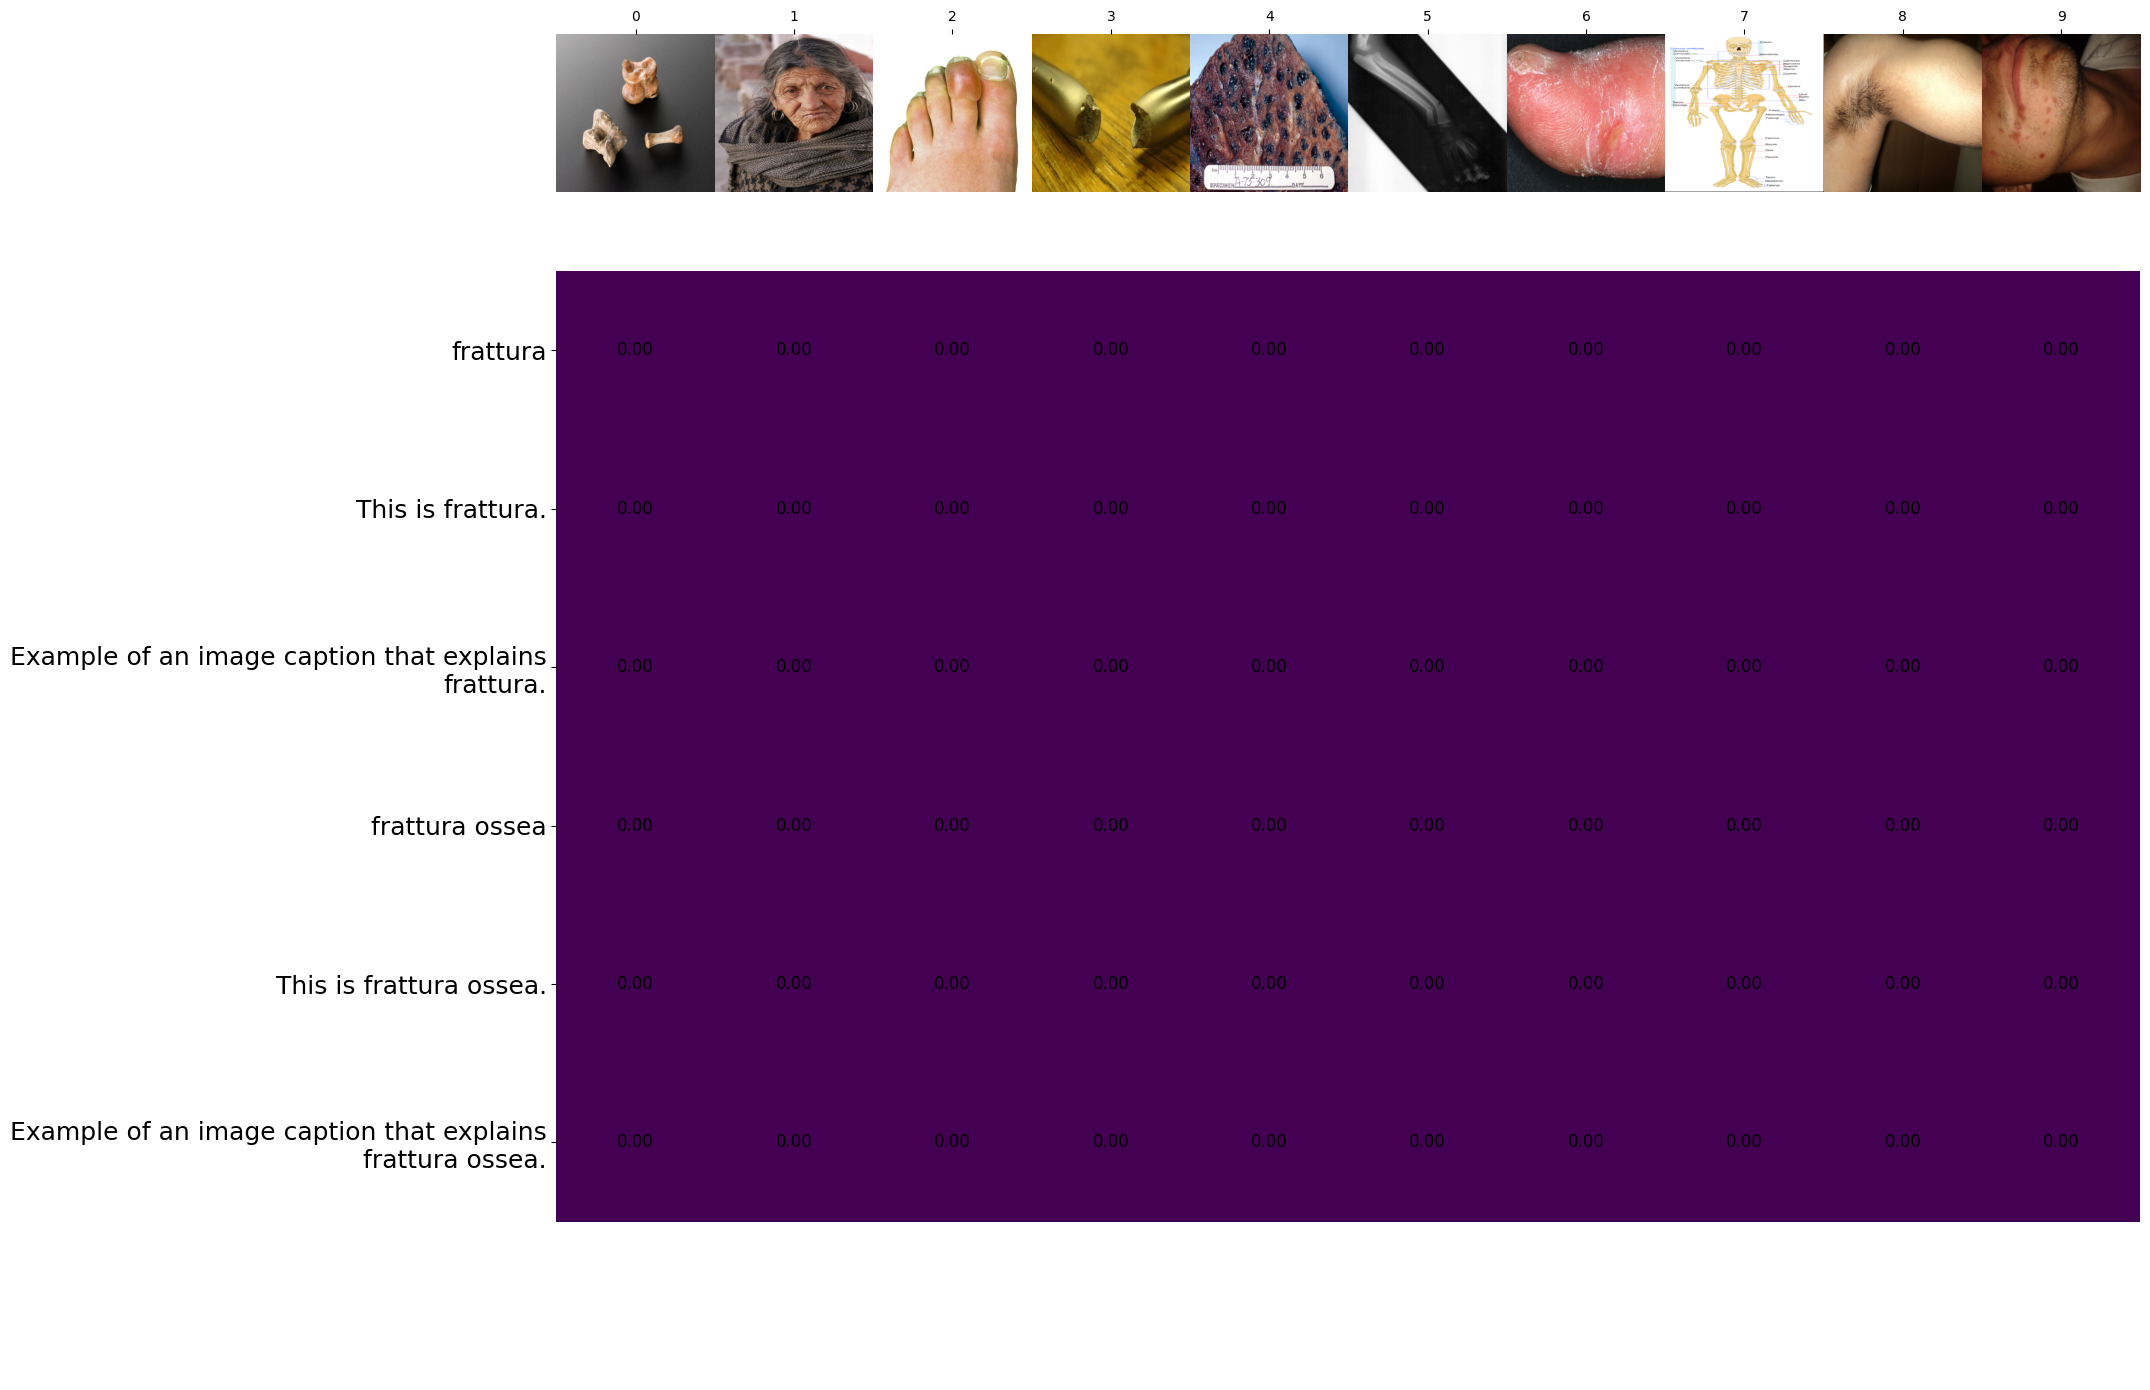 0 1 2 3 4 5 6 7 8 9
frattura 0.00 0.00 0.00 0.00 0.00 0.00 0.00 0.00 0.00 0.00
This is frattura. 0.00 0.00 0.00 0.00 0.00 0.00 0.00 0.00 0.00 0.00
Example of an image caption that explains
frattura. 0.00 0.00 0.00 0.00 0.00 0.00 0.00 0.00 0.00 0.00
frattura ossea 0.00 0.00 0.00 0.00 0.00 0.00 0.00 0.00 0.00 0.00
This is frattura ossea. 0.00 0.00 0.00 0.00 0.00 0.00 0.00 0.00 0.00 0.00
Example of an image caption that explains
frattura ossea. 0.00 0.00 0.00 0.00 0.00 0.00 0.00 0.00 0.00 0.00